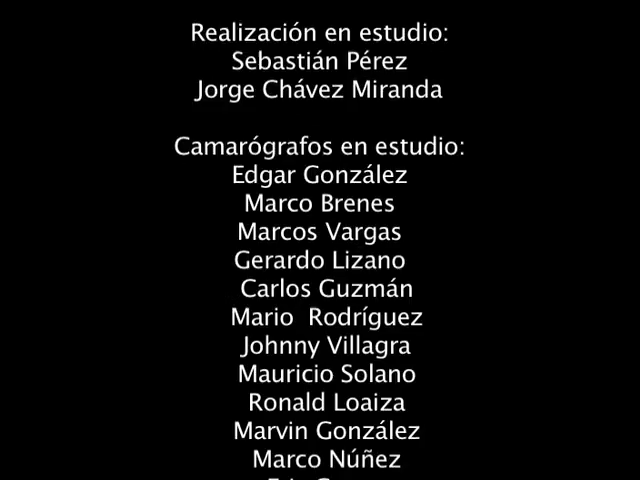 Realización en estudio:
Sebastián Pérez
Jorge Chávez Miranda
Camarógrafos en estudio:
Edgar González
Marco Brenes
Marcos Vargas
Gerardo Lizano
Carlos Guzmán
Mario  Rodríguez
Johnny Villagra
Mauricio Solano
Ronald Loaiza
Marvin González
Marco Núñez